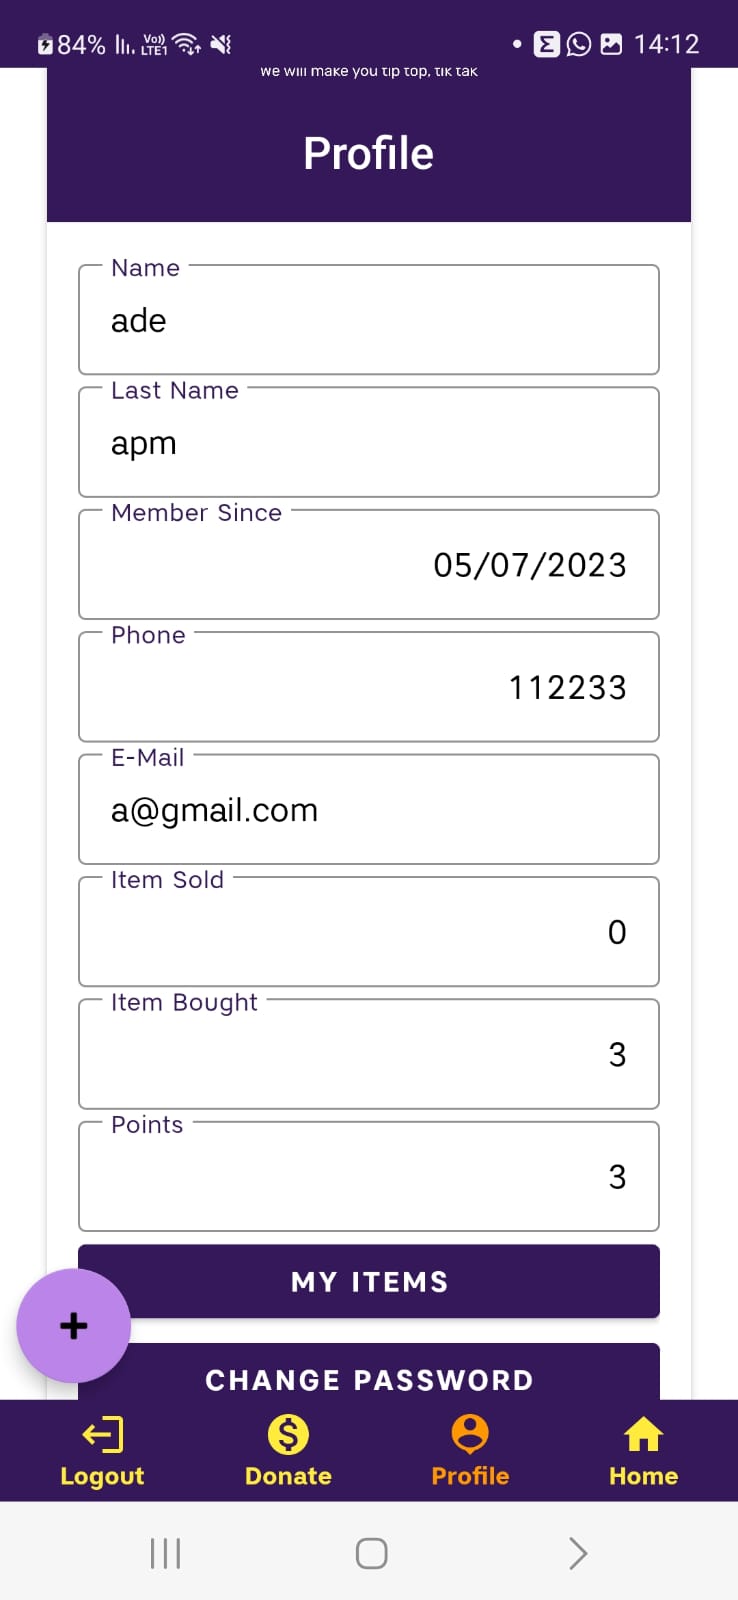 84% Vo)) LTE1 14:12
We will make you tip top, tik tak
Profile
Name
ade
Last Name
apm
Member Since
05/07/2023
Phone
112233
E-Mail
a@gmail.com
Item Sold
0
Item Bought
3
Points
3
MY ITEMS
+
CHANGE PASSWORD
Logout Donate Profile Home